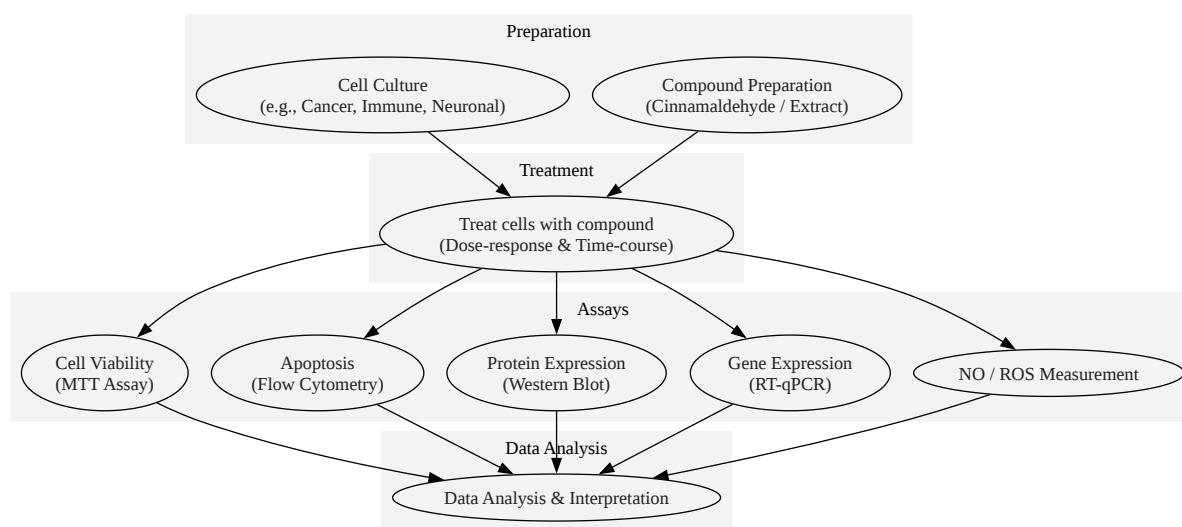 Preparation
Cell Culture
(e.g., Cancer, Immune, Neuronal)
Compound Preparation
(Cinnamaldehyde / Extract)
Treatment
Treat cells with compound
(Dose-response & Time-course)
Assays
Cell Viability
(MTT Assay)
Apoptosis
(Flow Cytometry)
Protein Expression
(Western Blot)
Gene Expression
(RT-qPCR)
NO / ROS Measurement
Data Analysis
Data Analysis & Interpretation